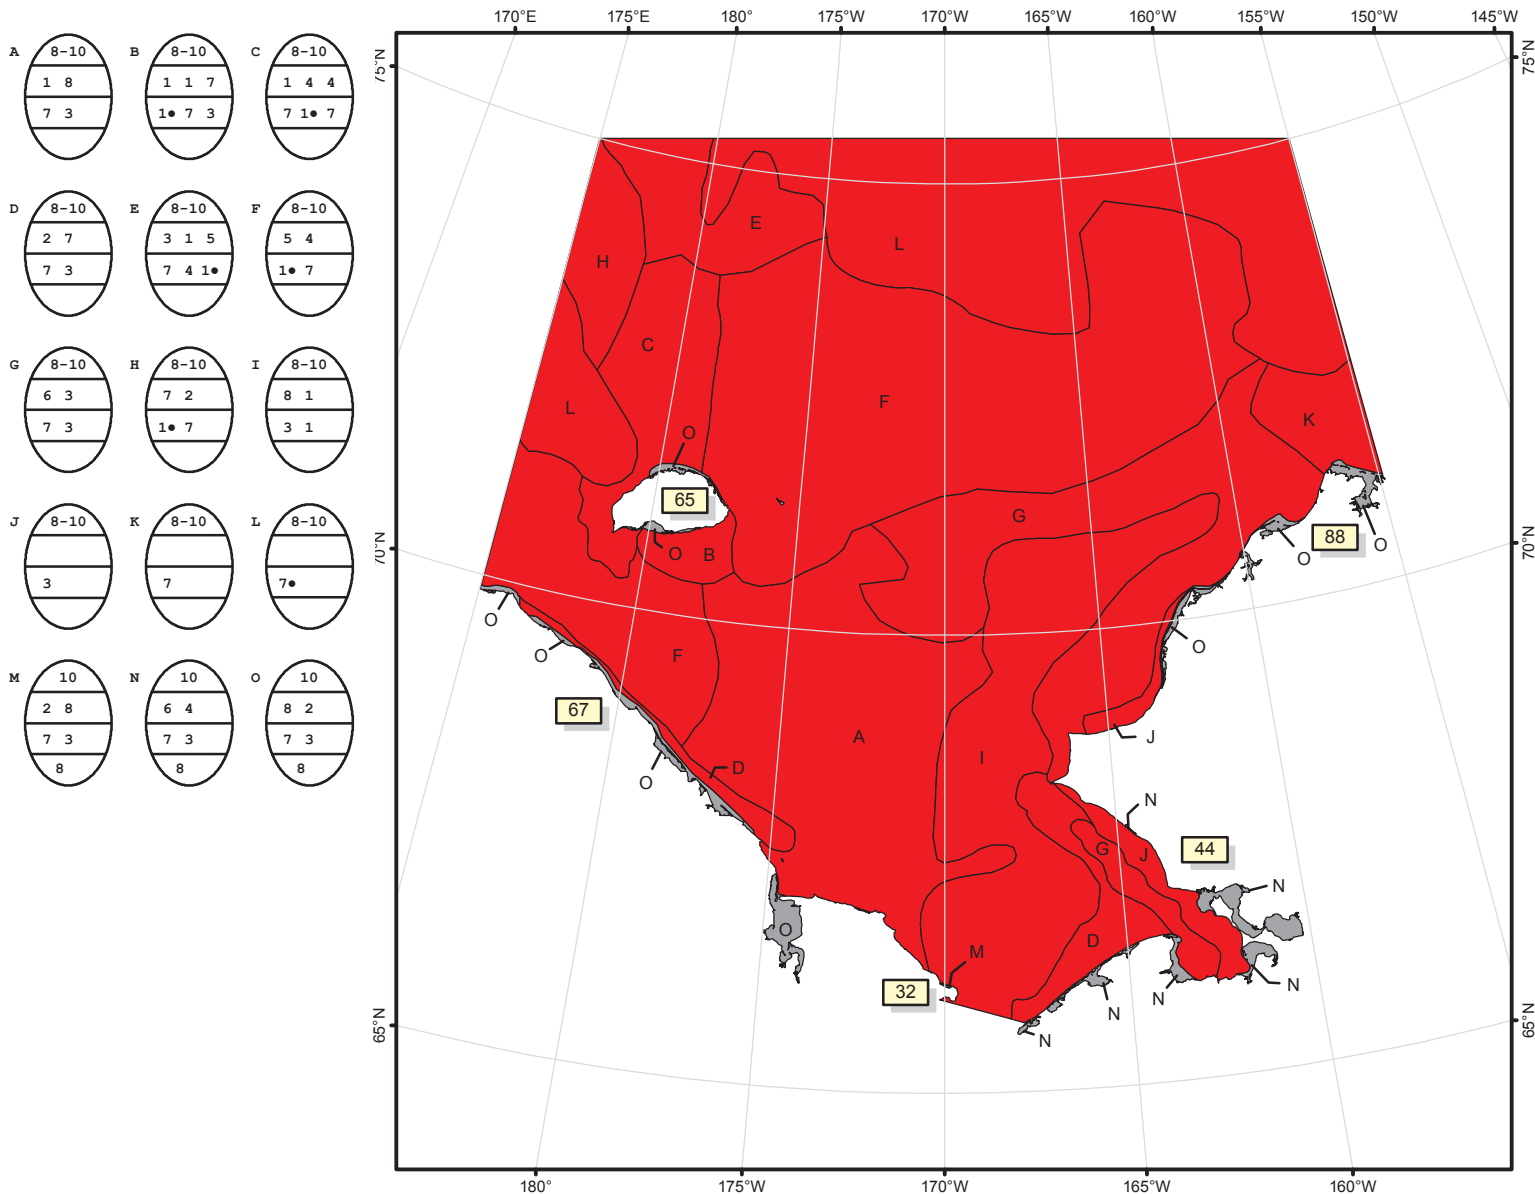 170°E 175°E 180° 175°W 170°W 165°W 160°W 155°W 150°W 145°W
75°N 75°N
A 8-10 B 8-10 C 8-10
1 8 1 1 7 1 4 4
7 3 1● 7 3 7 1● 7
D 8-10 E 8-10 F 8-10
2 7 3 1 5 5 4
7 3 7 4 1● 1● 7
G 8-10 H 8-10 I 8-10
6 3 7 2 8 1
7 3 1● 7 3 1
J 8-10 K 8-10 L 8-10
3 7 7●
M 10 N 10 O 10
2 8 6 4 8 2
7 3 7 3 7 3
8 8 8
E
L
H
C
F
L
K
O
65
G
88
O
O B
O
70°N 70°N
O
O
O
F
67
A
J
I
D
O
N
G J
44
N
O
D
M
32
N
N
N
N
65°N 65°N
180° 175°W 170°W 165°W 160°W